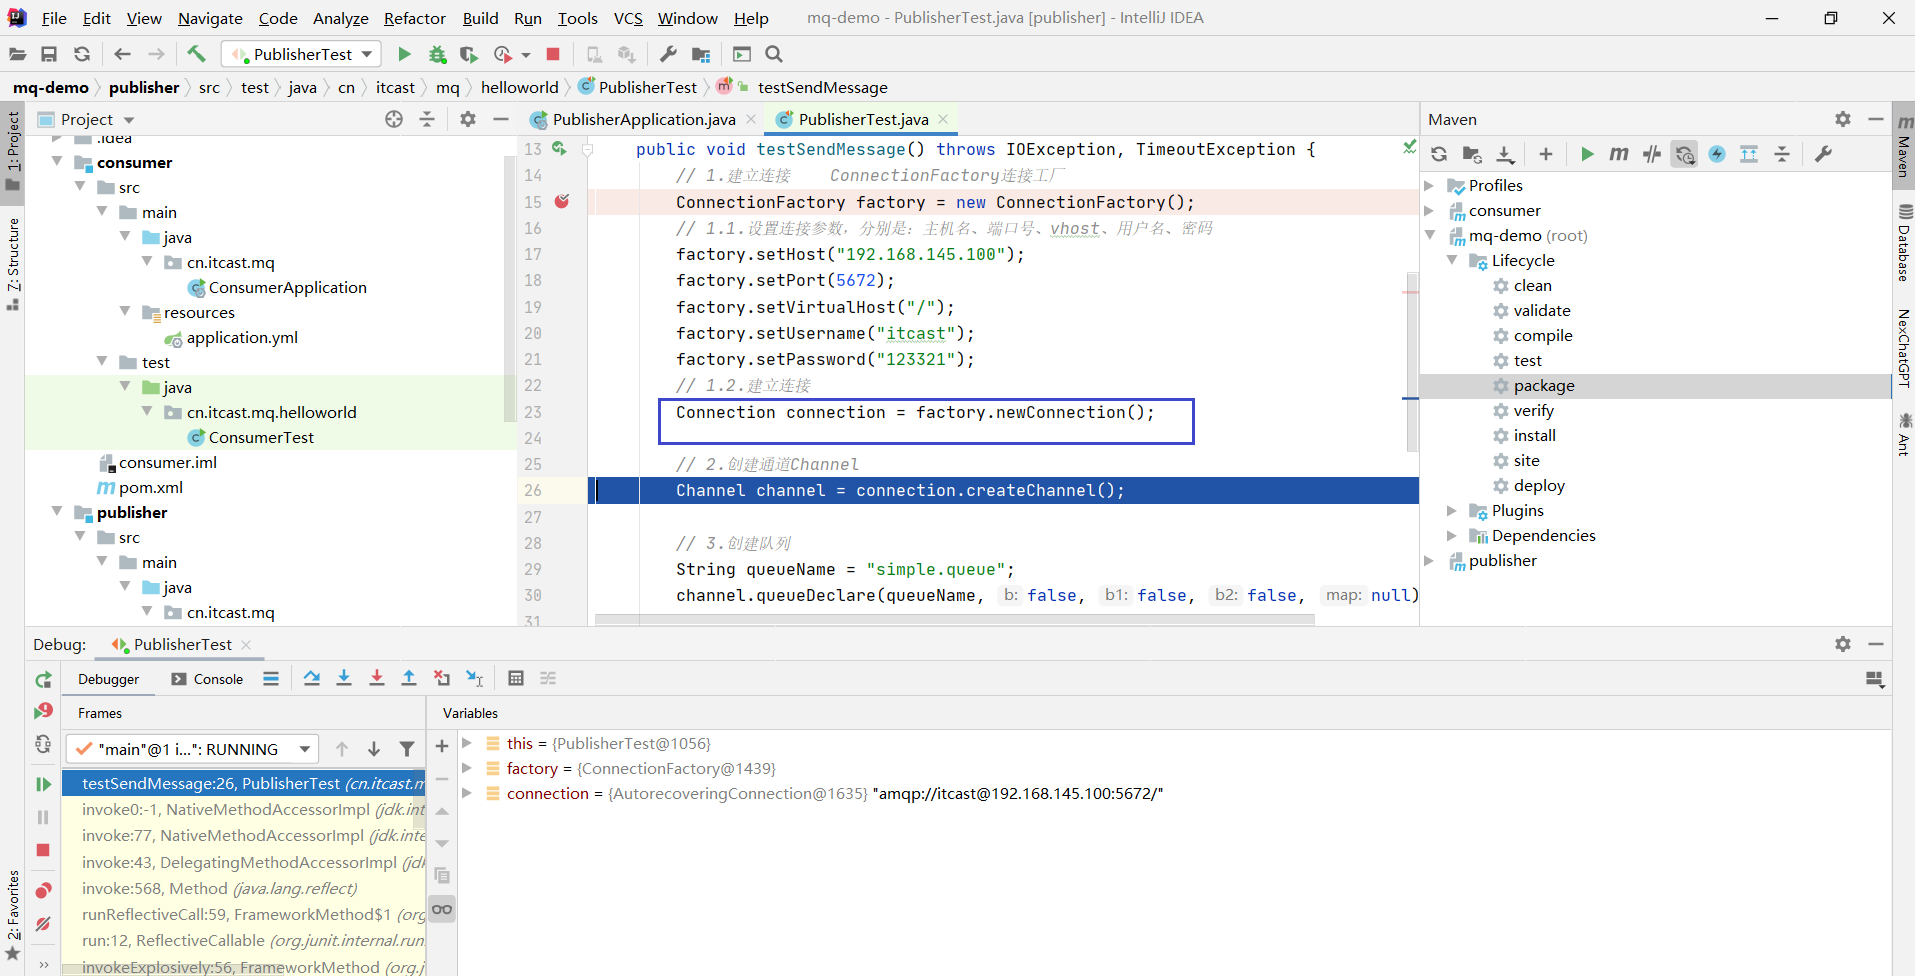 File Edit View Navigate Code Analyze Refactor Build Run Tools VCS Window Help mq-demo - PublisherTest.java [publisher] - IntelliJ IDEA
PublisherTest
mq-demo publisher src test java cn itcast mq helloworld PublisherTest testSendMessage
1: Project
Z: Structure
2: Favorites
Project
.idea
consumer
src
main
java
cn.itcast.mq
ConsumerApplication
resources
application.yml
test
java
cn.itcast.mq.helloworld
ConsumerTest
consumer.iml
pom.xml
publisher
src
main
java
cn.itcast.mq
PublisherApplication.java PublisherTest.java
13 public void testSendMessage() throws IOException, TimeoutException {
14 // 1.建立连接 ConnectionFactory连接工厂
15 ConnectionFactory factory = new ConnectionFactory();
16 // 1.1.设置连接参数，分别是：主机名、端口号、vhost、用户名、密码
17 factory.setHost("192.168.145.100");
18 factory.setPort(5672);
19 factory.setVirtualHost("/");
20 factory.setUsername("itcast");
21 factory.setPassword("123321");
22 // 1.2.建立连接
23 Connection connection = factory.newConnection();
24
25 // 2.创建通道Channel
26 Channel channel = connection.createChannel();
27
28 // 3.创建队列
29 String queueName = "simple.queue";
30 channel.queueDeclare(queueName, b: false, b1: false, b2: false, map: null)
31
Maven
Profiles
consumer
mq-demo (root)
Lifecycle
clean
validate
compile
test
package
verify
install
site
deploy
Plugins
Dependencies
publisher
Maven
Database
NexChatGPT
Ant
Debug: PublisherTest
Debugger Console
Frames
"main"@1 i...": RUNNING
testSendMessage:26, PublisherTest (cn.itcast.m
invoke0:-1, NativeMethodAccessorImpl (jdk.int
invoke:77, NativeMethodAccessorImpl (jdk.inte
invoke:43, DelegatingMethodAccessorImpl (jdk
invoke:568, Method (java.lang.reflect)
runReflectiveCall:59, FrameworkMethod$1 (org
run:12, ReflectiveCallable (org.junit.internal.run
invokeExplosively:56, FrameworkMethod (org.j
Variables
this = {PublisherTest@1056}
factory = {ConnectionFactory@1439}
connection = {AutorecoveringConnection@1635} "amqp://itcast@192.168.145.100:5672/"